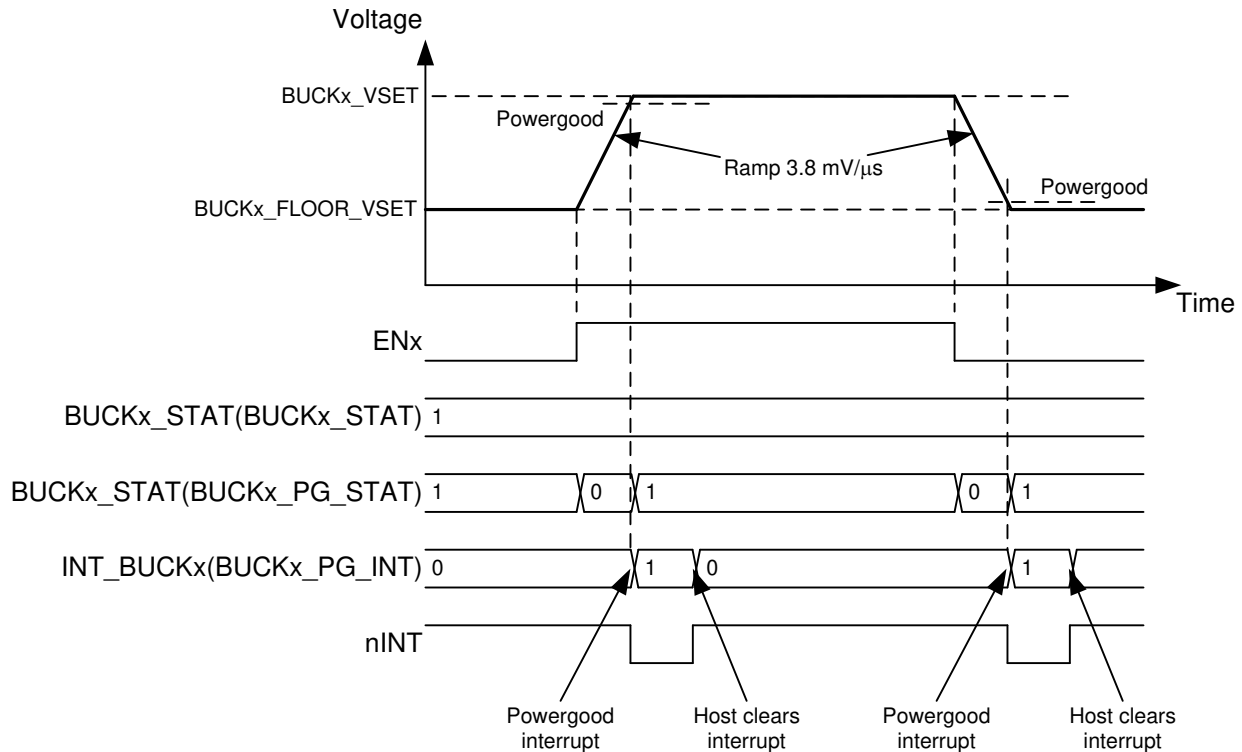 Voltage
BUCKx_VSET
Powergood
Ramp 3.8 mV/μs
Powergood
BUCKx_FLOOR_VSET
Time
ENx
BUCKx_STAT(BUCKx_STAT) 1
BUCKx_STAT(BUCKx_PG_STAT) 1 0 1 0 1
INT_BUCKx(BUCKx_PG_INT) 0 1 0 1
nINT
Powergood
interrupt
Host clears
interrupt
Powergood
interrupt
Host clears
interrupt